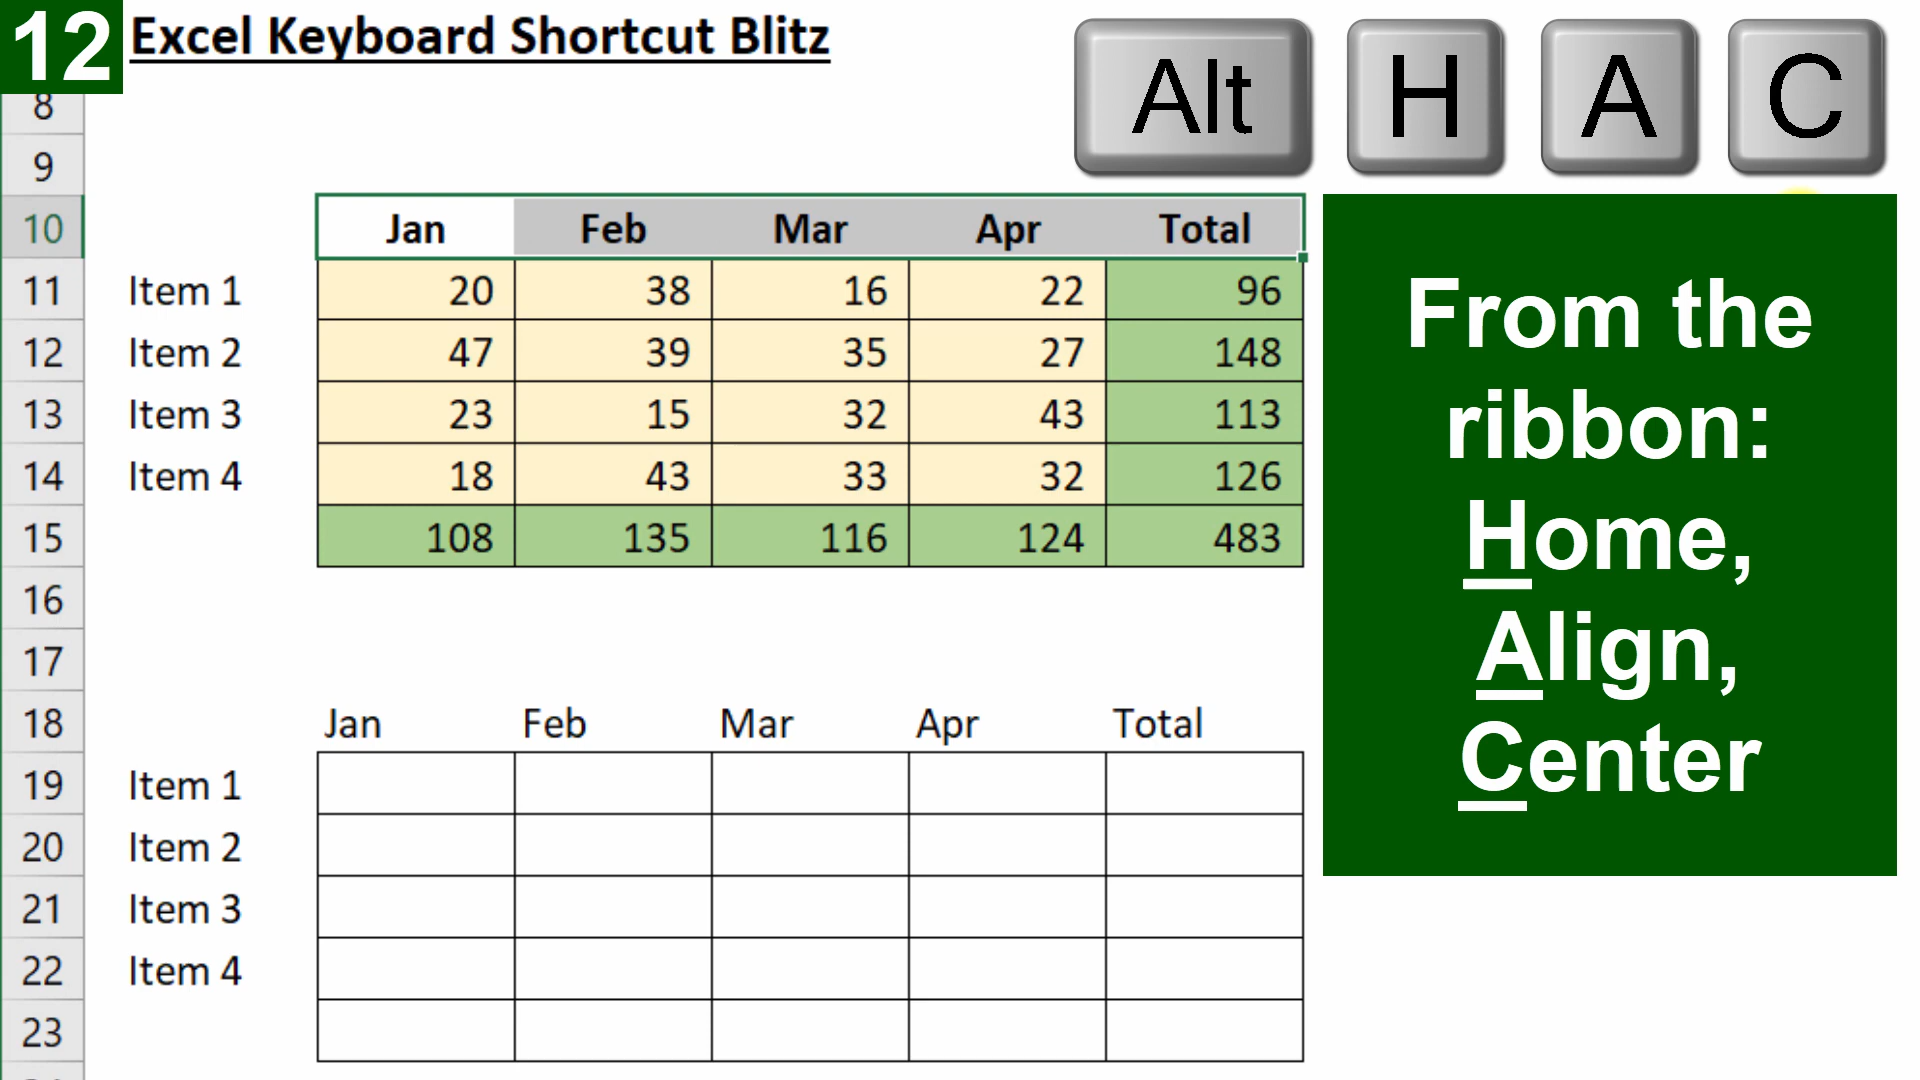 12 Excel Keyboard Shortcut Blitz
Alt H A C
8
9
10 Jan Feb Mar Apr Total
11 Item 1 20 38 16 22 96
12 Item 2 47 39 35 27 148
13 Item 3 23 15 32 43 113
14 Item 4 18 43 33 32 126
15 108 135 116 124 483
16
17
18 Jan Feb Mar Apr Total
19 Item 1
20 Item 2
21 Item 3
22 Item 4
23
From the
ribbon:
Home,
Align,
Center